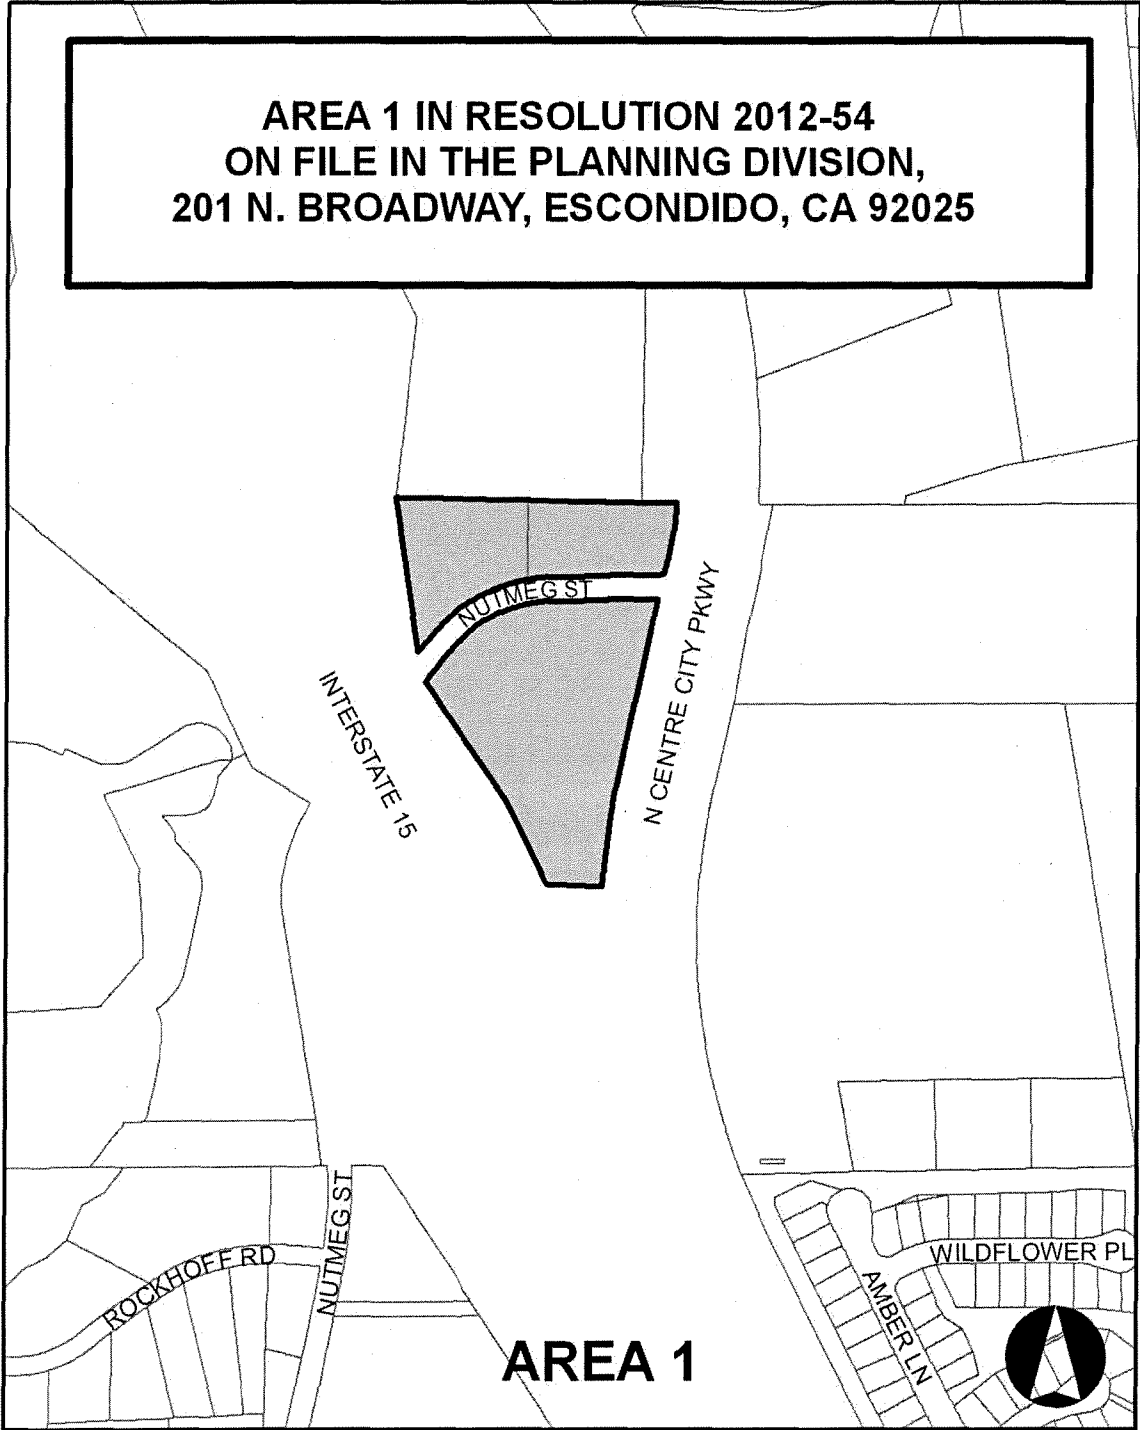 AREA 1 IN RESOLUTION 2012-54
ON FILE IN THE PLANNING DIVISION,
201 N. BROADWAY, ESCONDIDO, CA 92025
NUTMEG ST
N CENTRE CITY PKWY
INTERSTATE 15
NUTMEG ST
ROCKHOFF RD
WILDFLOWER PL
AMBER LN
AREA 1